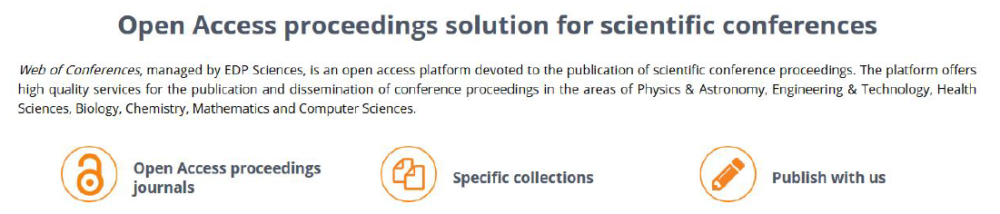 Open Access proceedings solution for scientific conferences
Web of Conferences, managed by EDP Sciences, is an open access platform devoted to the publication of scientific conference proceedings. The platform offers
high quality services for the publication and dissemination of conference proceedings in the areas of Physics & Astronomy, Engineering & Technology, Health
Sciences, Biology, Chemistry, Mathematics and Computer Sciences.
Open Access proceedings
journals
Specific collections
Publish with us